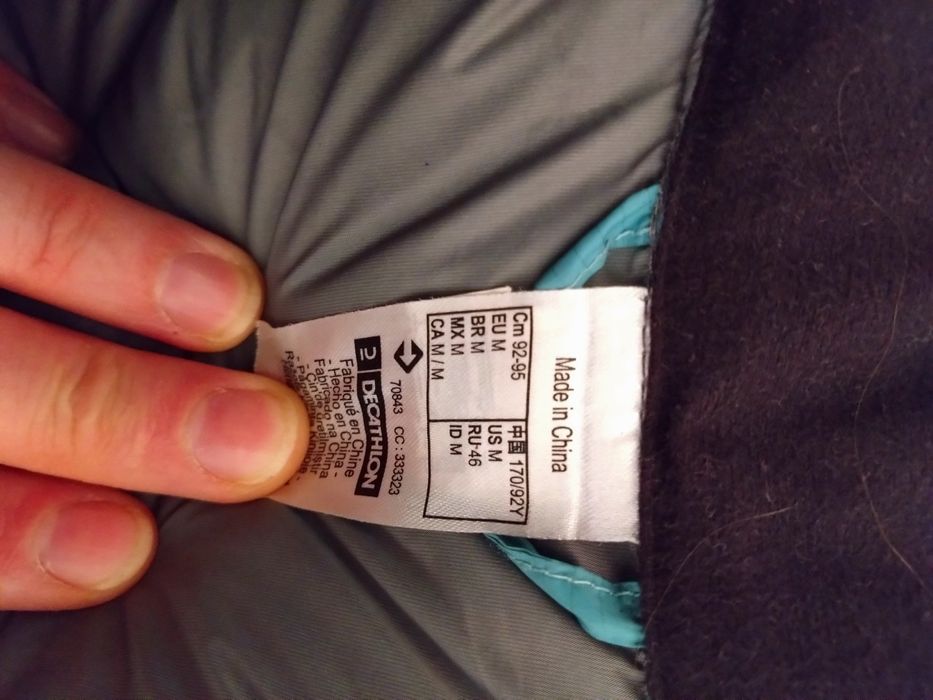 Made in China
Cm 92-95 中国 170/92Y
EU M US M
BR M RU-46
MX M ID M
CA M / M
70843 CC : 333323
DECATHLON
Fabriqué en Chine
- Hecho en China
Fabricado na China